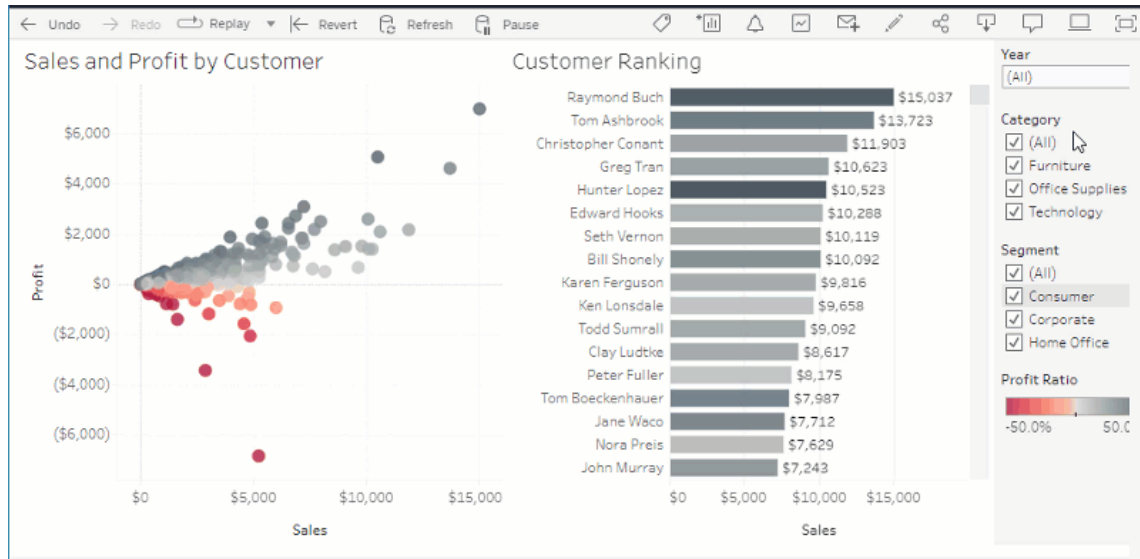 Undo Redo Replay Revert Refresh Pause
Sales and Profit by Customer
$6,000
$4,000
$2,000
$0
($2,000)
($4,000)
($6,000)
Profit
$0 $5,000 $10,000 $15,000
Sales
Customer Ranking
Raymond Buch $15,037
Tom Ashbrook $13,723
Christopher Conant $11,903
Greg Tran $10,623
Hunter Lopez $10,523
Edward Hooks $10,288
Seth Vernon $10,119
Bill Shonely $10,092
Karen Ferguson $9,816
Ken Lonsdale $9,658
Todd Sumrall $9,092
Clay Ludtke $8,617
Peter Fuller $8,175
Tom Boeckenhauer $7,987
Jane Waco $7,712
Nora Preis $7,629
John Murray $7,243
$0 $5,000 $10,000 $15,000
Sales
Year
(All)
Category
(All)
Furniture
Office Supplies
Technology
Segment
(All)
Consumer
Corporate
Home Office
Profit Ratio
-50.0% 50.0